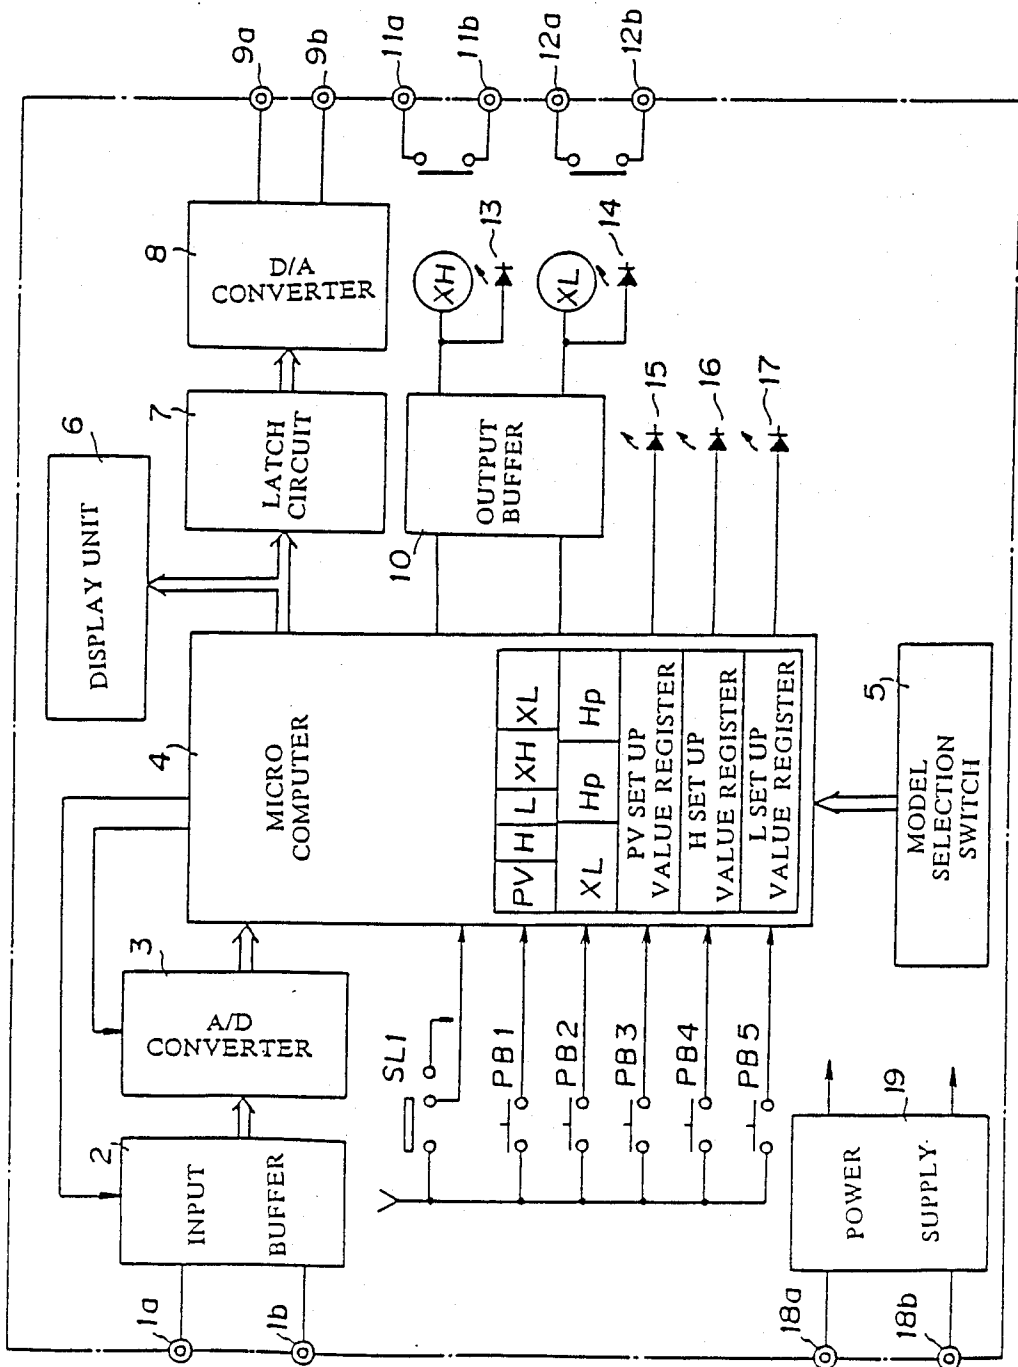 1a
1b
2
INPUT
BUFFER
3
A/D
CONVERTER
4
MICRO
COMPUTER
PV
H
L
XH
XL
XL
Hp
Hp
PV SET UP
VALUE REGISTER
H SET UP
VALUE REGISTER
L SET UP
VALUE REGISTER
6
DISPLAY UNIT
7
LATCH
CIRCUIT
8
D/A
CONVERTER
9a
9b
11a
11b
12a
12b
10
OUTPUT
BUFFER
XH
13
XL
14
15
16
17
SL1
PB1
PB2
PB3
PB4
PB5
5
MODEL
SELECTION
SWITCH
18a
18b
19
POWER
SUPPLY